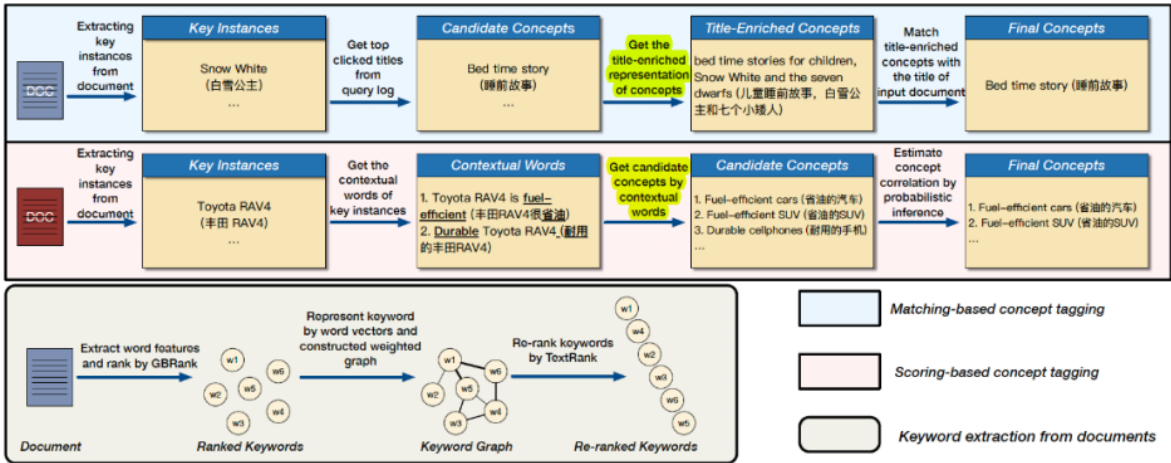 Extracting
key
instances
from
document
DOC
Key Instances
Snow White
(白雪公主)
...
Get top
clicked titles
from
query log
Candidate Concepts
Bed time story
(睡前故事)
...
Get the
title-enriched
representation
of concepts
Title-Enriched Concepts
bed time stories for children,
Snow White and the seven
dwarfs (儿童睡前故事，白雪公
主和七个小矮人)
Match
title-enriched
concepts with
the title of
input document
Final Concepts
Bed time story (睡前故事)
Extracting
key
instances
from
document
DOC
Key Instances
Toyota RAV4
(丰田 RAV4)
...
Get the
contextual
words of
key instances
Contextual Words
1. Toyota RAV4 is fuel-
efficient (丰田RAV4很省油)
2. Durable Toyota RAV4 (耐用
的丰田RAV4)
Get candidate
concepts by
contextual
words
Candidate Concepts
1. Fuel-efficient cars (省油的汽车)
2. Fuel-efficient SUV (省油的SUV)
3. Durable cellphones (耐用的手机)
...
Estimate
concept
correlation by
probabilistic
inference
Final Concepts
1. Fuel-efficient cars (省油的汽车)
2. Fuel-efficient SUV (省油的SUV)
...
Extract word features
and rank by GBRank
w1
w6
w2
w5
w4
w3
Represent keyword
by word vectors and
constructed weighted
graph
w1
w6
w2
w5
w4
w3
Re-rank keywords
by TextRank
w1
w4
w2
w3
w6
w5
Document
Ranked Keywords
Keyword Graph
Re-ranked Keywords
Matching-based concept tagging
Scoring-based concept tagging
Keyword extraction from documents